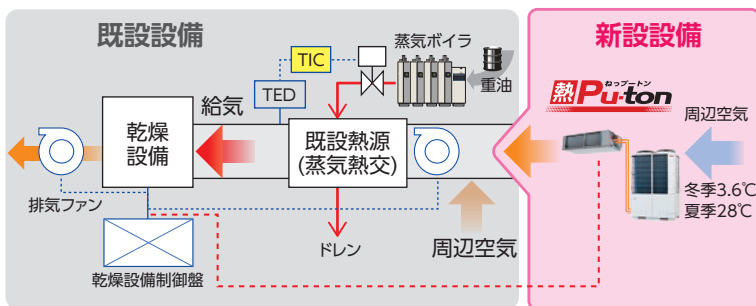 既設設備
新設設備
蒸気ボイラ
重油
TIC
TED
給気
乾燥
設備
既設熱源
(蒸気熱交)
排気ファン
乾燥設備制御盤
ドレン
周辺空気
ねっプートン
熱Pu-ton
周辺空気
冬季3.6℃
夏季28℃